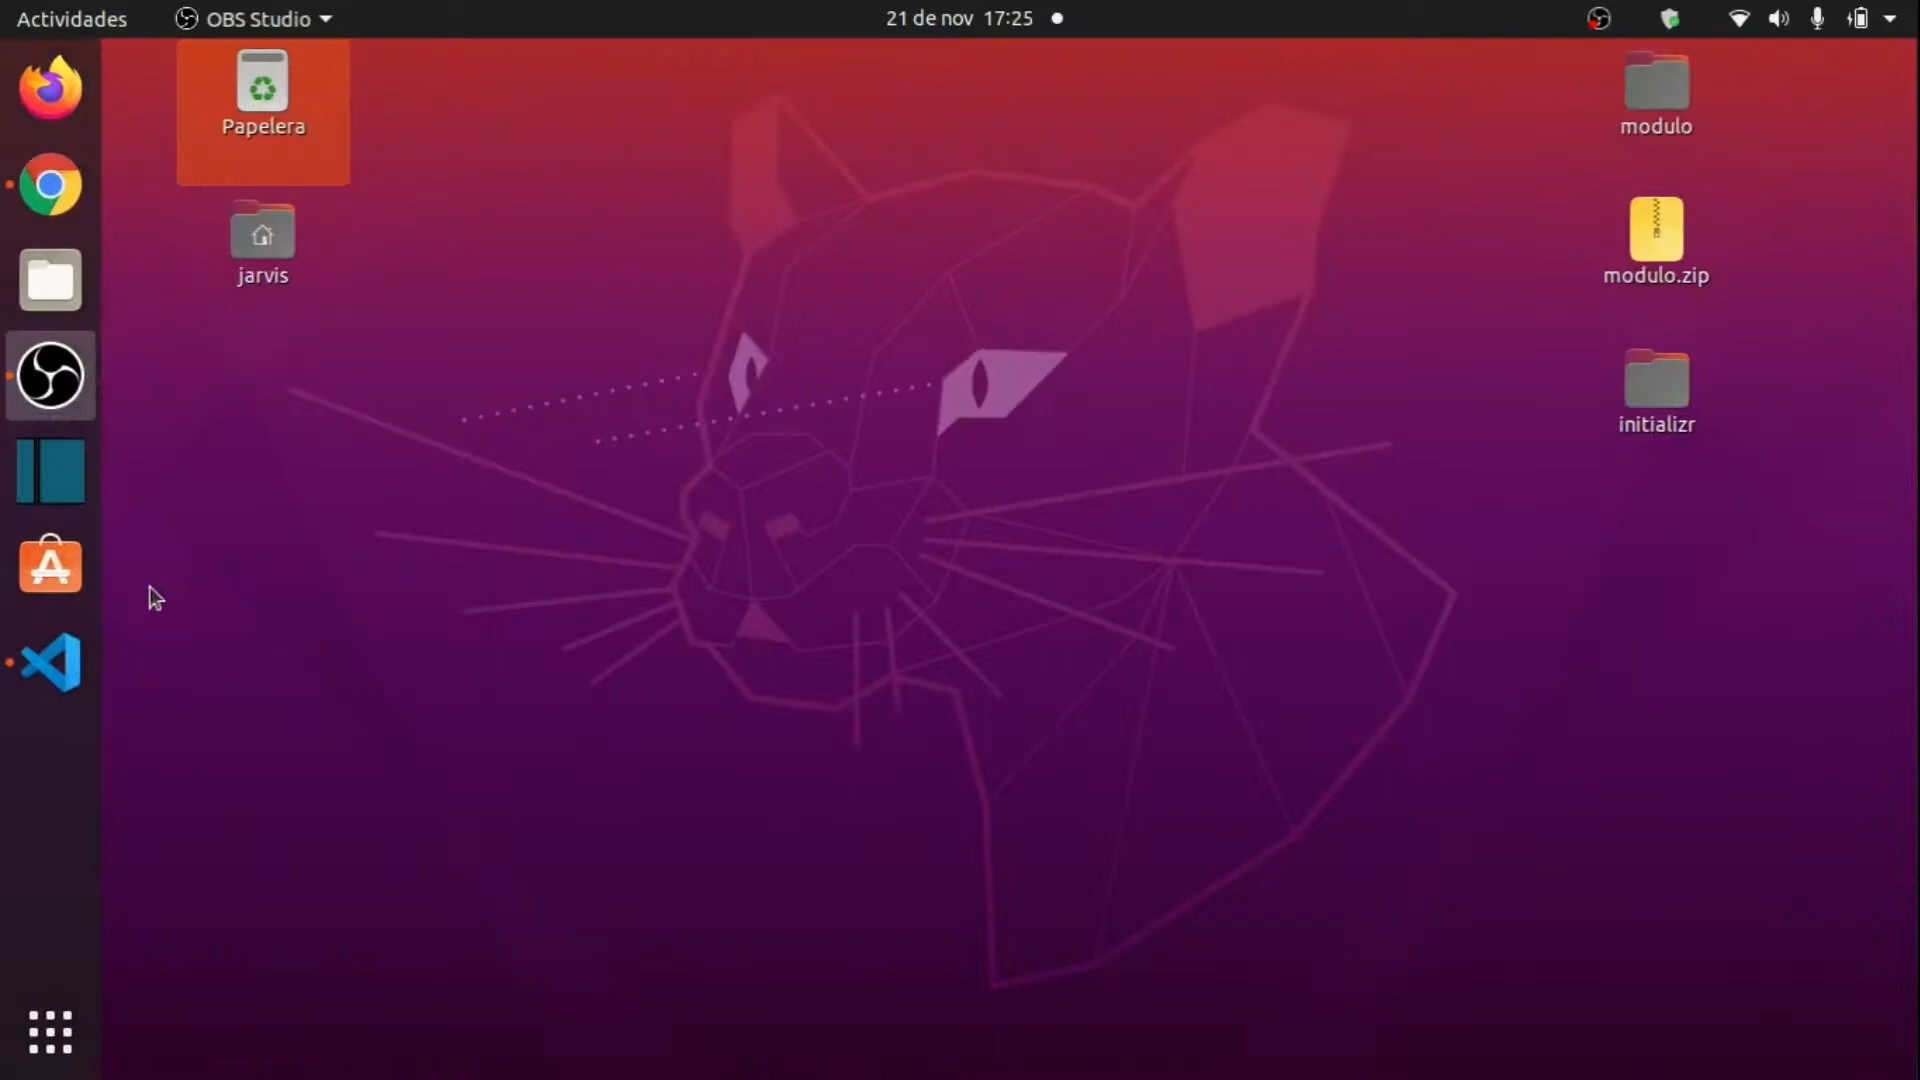 Actividades
OBS Studio
21 de nov 17:25
Papelera
jarvis
modulo
modulo.zip
initializr